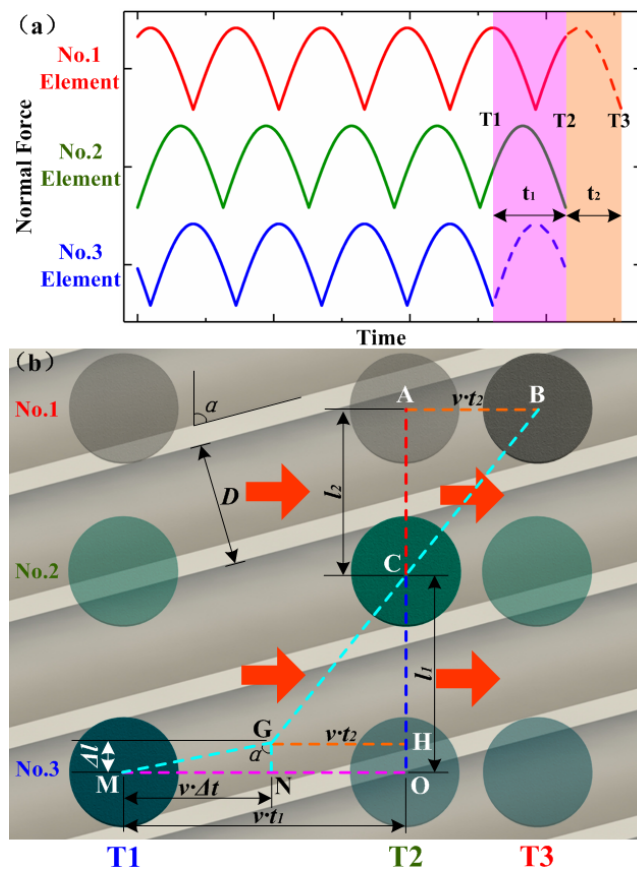 (a)
No.1
Element
No.2
Element
No.3
Element
Normal Force
T1
T2
T3
t₁
t₂
Time
(b)
No.1
α
A
v·t₂
B
D
l₂
No.2
C
l₁
G
v·t₂
H
Δl
α
No.3
M
N
O
v·Δt
v·t₁
T1
T2
T3